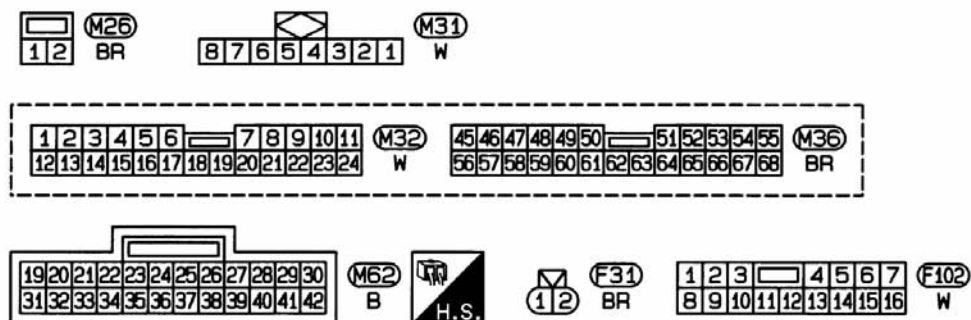 M26
1 2 BR
M31
8 7 6 5 4 3 2 1 W
1 2 3 4 5 6 7 8 9 10 11 M32
12 13 14 15 16 17 18 19 20 21 22 23 24 W
45 46 47 48 49 50 51 52 53 54 55 M36
56 57 58 59 60 61 62 63 64 65 66 67 68 BR
19 20 21 22 23 24 25 26 27 28 29 30 M62
31 32 33 34 35 36 37 38 39 40 41 42 B
H.S.
F31
1 2 BR
1 2 3 4 5 6 7 F102
8 9 10 11 12 13 14 15 16 W